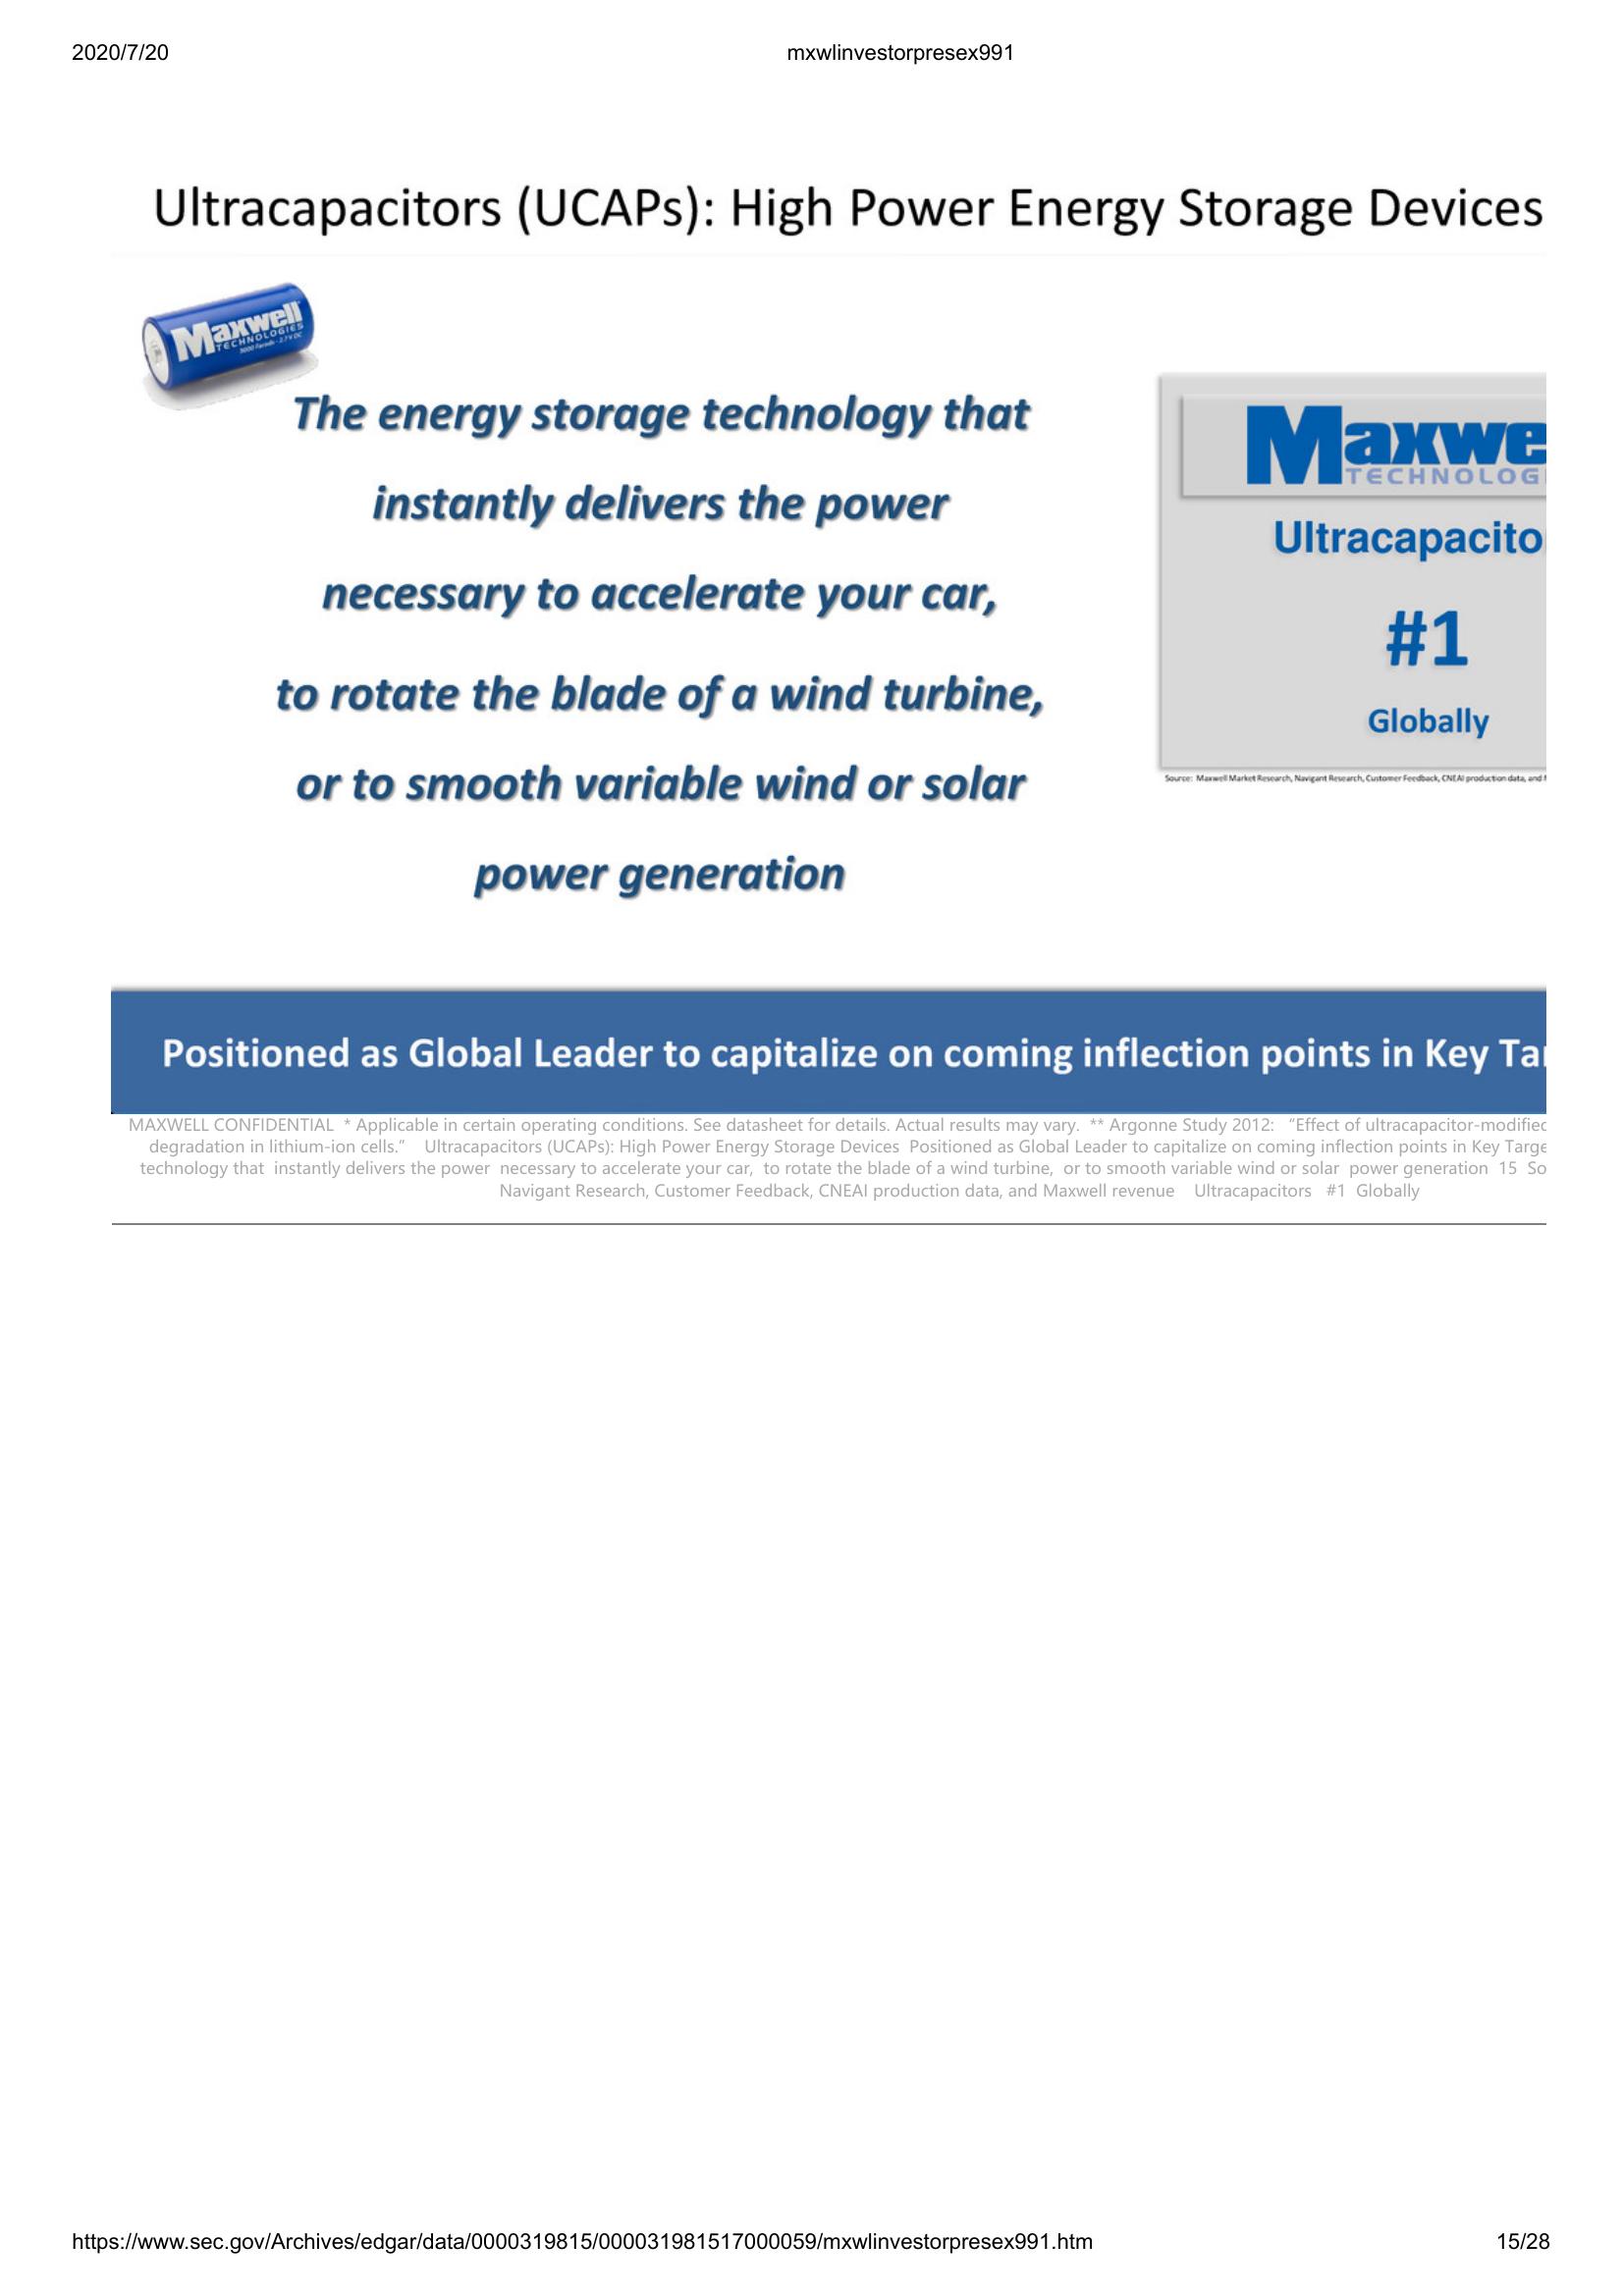 2020/7/20
mxwlinvestorpresex991
Ultracapacitors (UCAPs): High Power Energy Storage Devices
Maxwell
TECHNOLOGIES
3000 Farads - 2.7 V DC
The energy storage technology that
instantly delivers the power
necessary to accelerate your car,
to rotate the blade of a wind turbine,
or to smooth variable wind or solar
power generation
Maxwe
TECHNOLOG
Ultracapacito
#1
Globally
Source: Maxwell Market Research, Navigant Research, Customer Feedback, CNEAI production data, and
Positioned as Global Leader to capitalize on coming inflection points in Key Tar
MAXWELL CONFIDENTIAL * Applicable in certain operating conditions. See datasheet for details. Actual results may vary. ** Argonne Study 2012: “Effect of ultracapacitor-modified
degradation in lithium-ion cells.” Ultracapacitors (UCAPs): High Power Energy Storage Devices Positioned as Global Leader to capitalize on coming inflection points in Key Targe
technology that instantly delivers the power necessary to accelerate your car, to rotate the blade of a wind turbine, or to smooth variable wind or solar power generation 15 So
Navigant Research, Customer Feedback, CNEAI production data, and Maxwell revenue Ultracapacitors #1 Globally
https://www.sec.gov/Archives/edgar/data/0000319815/000031981517000059/mxwlinvestorpresex991.htm
15/28